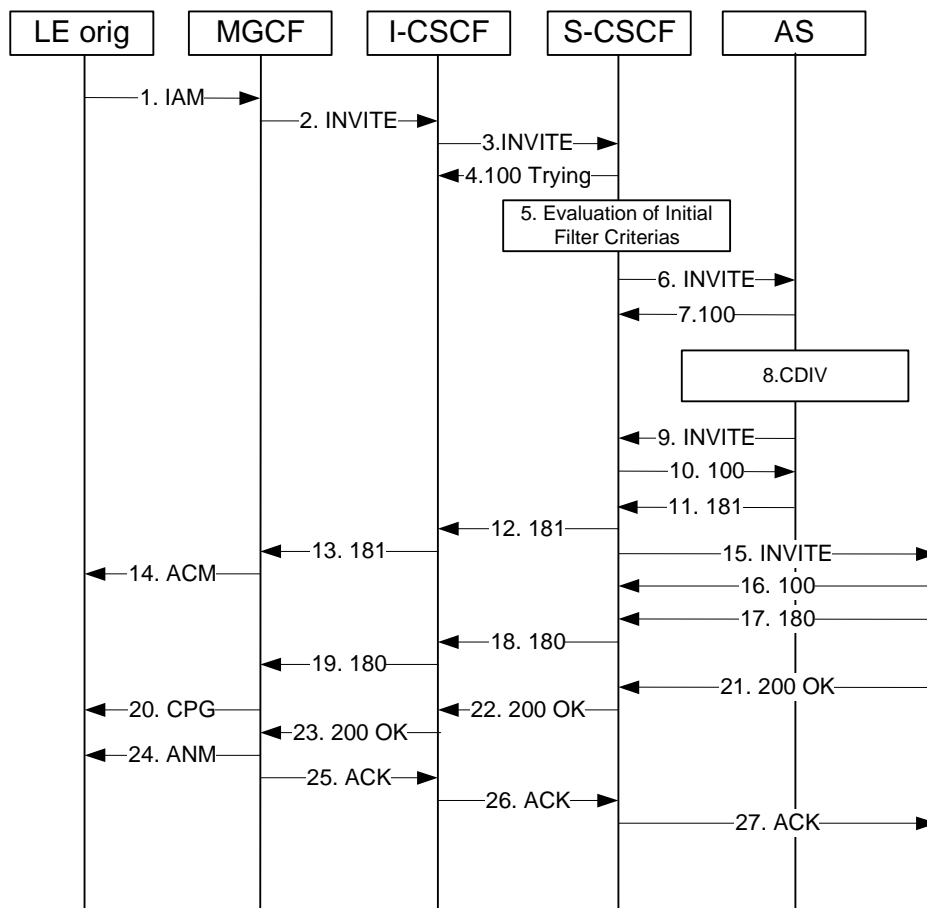 LE orig
MGCF
I-CSCF
S-CSCF
AS
1. IAM
2. INVITE
3.INVITE
4.100 Trying
5. Evaluation of Initial
Filter Criterias
6. INVITE
7.100
8.CDIV
9. INVITE
10. 100
11. 181
12. 181
13. 181
14. ACM
15. INVITE
16. 100
17. 180
18. 180
19. 180
20. CPG
21. 200 OK
22. 200 OK
23. 200 OK
24. ANM
25. ACK
26. ACK
27. ACK